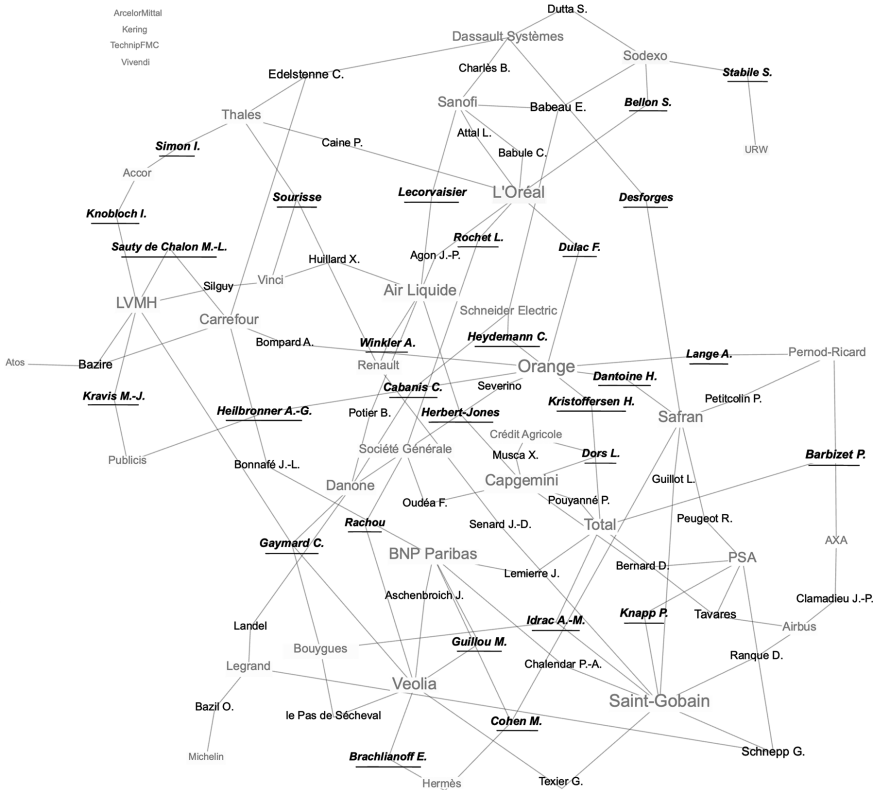 Dutta S.
ArcelorMittal
Kering
TechnipFMC
Vivendi
Dassault Systèmes
Sodexo
Charlès B.
Edelstenne C.
Stabile S.
Sanofi
Babeau E.
Bellon S.
Thales
Attal L.
Caine P.
Simon I.
Babule C.
URW
Accor
Lecorvaisier
L'Oréal
Sourisse
Desforges
Knobloch I.
Rochet L.
Sauty de Chalon M.-L.
Dulac F.
Agon J.-P.
Huillard X.
Vinci
Silguy
Air Liquide
LVMH
Schneider Electric
Carrefour
Heydemann C.
Bompard A.
Winkler A.
Lange A.
Pernod-Ricard
Atos
Bazire
Renault
Orange
Dantoine H.
Cabanis C.
Severino
Kravis M.-J.
Kristoffersen H.
Petitcolin P.
Heilbronner A.-G.
Potier B.
Herbert-Jones
Safran
Crédit Agricole
Société Générale
Musca X.
Dors L.
Barbizet P.
Publicis
Bonnafé J.-L.
Capgemini
Guillot L.
Danone
Oudéa F.
Pouyanné P.
Rachou
Senard J.-D.
Total
Peugeot R.
Gaymard C.
AXA
BNP Paribas
PSA
Lemierre J.
Bernard D.
Aschenbroich J.
Clamadieu J.-P.
Landel
Idrac A.-M.
Knapp P.
Tavares
Airbus
Bouygues
Guillou M.
Ranque D.
Legrand
Chalendar P.-A.
Veolia
Saint-Gobain
Bazil O.
le Pas de Sécheval
Cohen M.
Michelin
Brachlianoff E.
Schnepp G.
Hermès
Texier G.